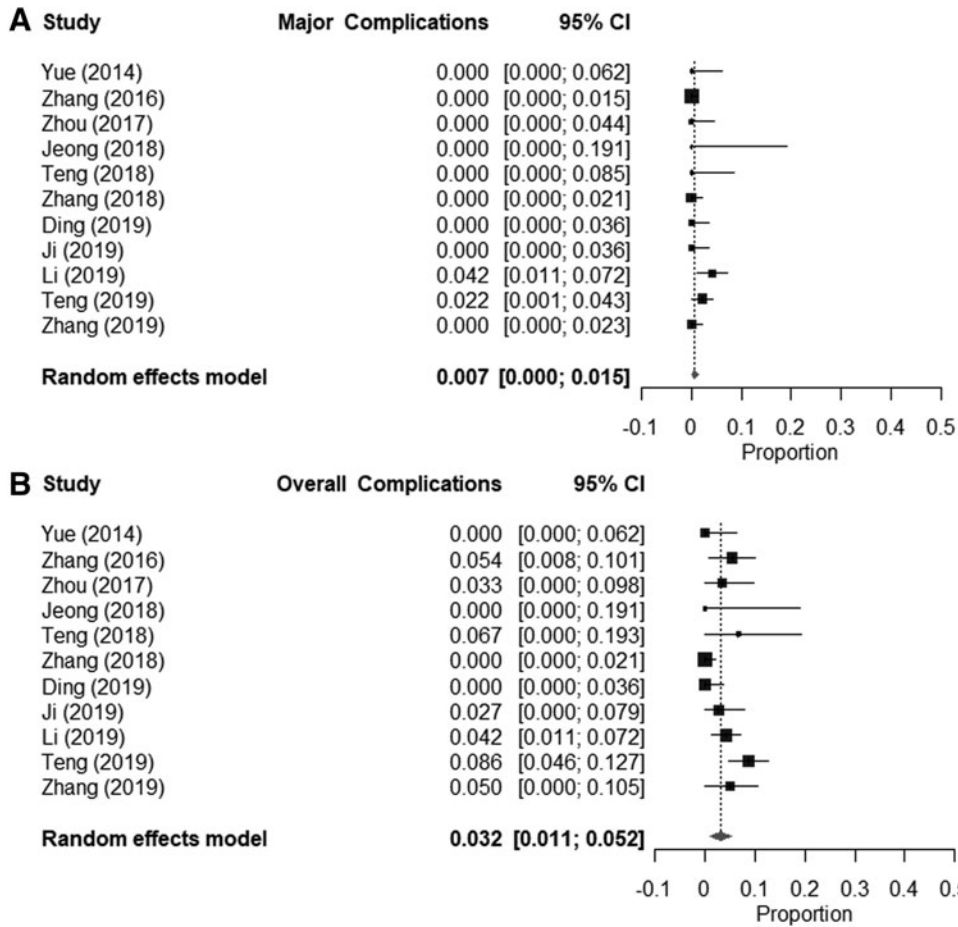 A Study Major Complications 95% CI
Yue (2014) 0.000 [0.000; 0.062]
Zhang (2016) 0.000 [0.000; 0.015]
Zhou (2017) 0.000 [0.000; 0.044]
Jeong (2018) 0.000 [0.000; 0.191]
Teng (2018) 0.000 [0.000; 0.085]
Zhang (2018) 0.000 [0.000; 0.021]
Ding (2019) 0.000 [0.000; 0.036]
Ji (2019) 0.000 [0.000; 0.036]
Li (2019) 0.042 [0.011; 0.072]
Teng (2019) 0.022 [0.001; 0.043]
Zhang (2019) 0.000 [0.000; 0.023]
Random effects model 0.007 [0.000; 0.015]
-0.1 0 0.1 0.2 0.3 0.4 0.5
Proportion
B Study Overall Complications 95% CI
Yue (2014) 0.000 [0.000; 0.062]
Zhang (2016) 0.054 [0.008; 0.101]
Zhou (2017) 0.033 [0.000; 0.098]
Jeong (2018) 0.000 [0.000; 0.191]
Teng (2018) 0.067 [0.000; 0.193]
Zhang (2018) 0.000 [0.000; 0.021]
Ding (2019) 0.000 [0.000; 0.036]
Ji (2019) 0.027 [0.000; 0.079]
Li (2019) 0.042 [0.011; 0.072]
Teng (2019) 0.086 [0.046; 0.127]
Zhang (2019) 0.050 [0.000; 0.105]
Random effects model 0.032 [0.011; 0.052]
-0.1 0 0.1 0.2 0.3 0.4
Proportion